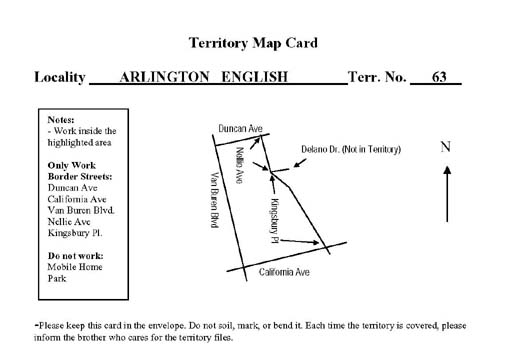 Territory Map Card
Locality ARLINGTON ENGLISH Terr. No. 63
Notes:
- Work inside the
highlighted area
Only Work
Border Streets:
Duncan Ave
California Ave
Van Buren Blvd.
Nellie Ave
Kingsbury Pl.
Do not work:
Mobile Home
Park
Duncan Ave
Delano Dr. (Not in Territory)
N
Nellie Ave
Van Buren Blvd
Kingsbury Pl
California Ave
-Please keep this card in the envelope. Do not soil, mark, or bend it. Each time the territory is covered, please
inform the brother who cares for the territory files.